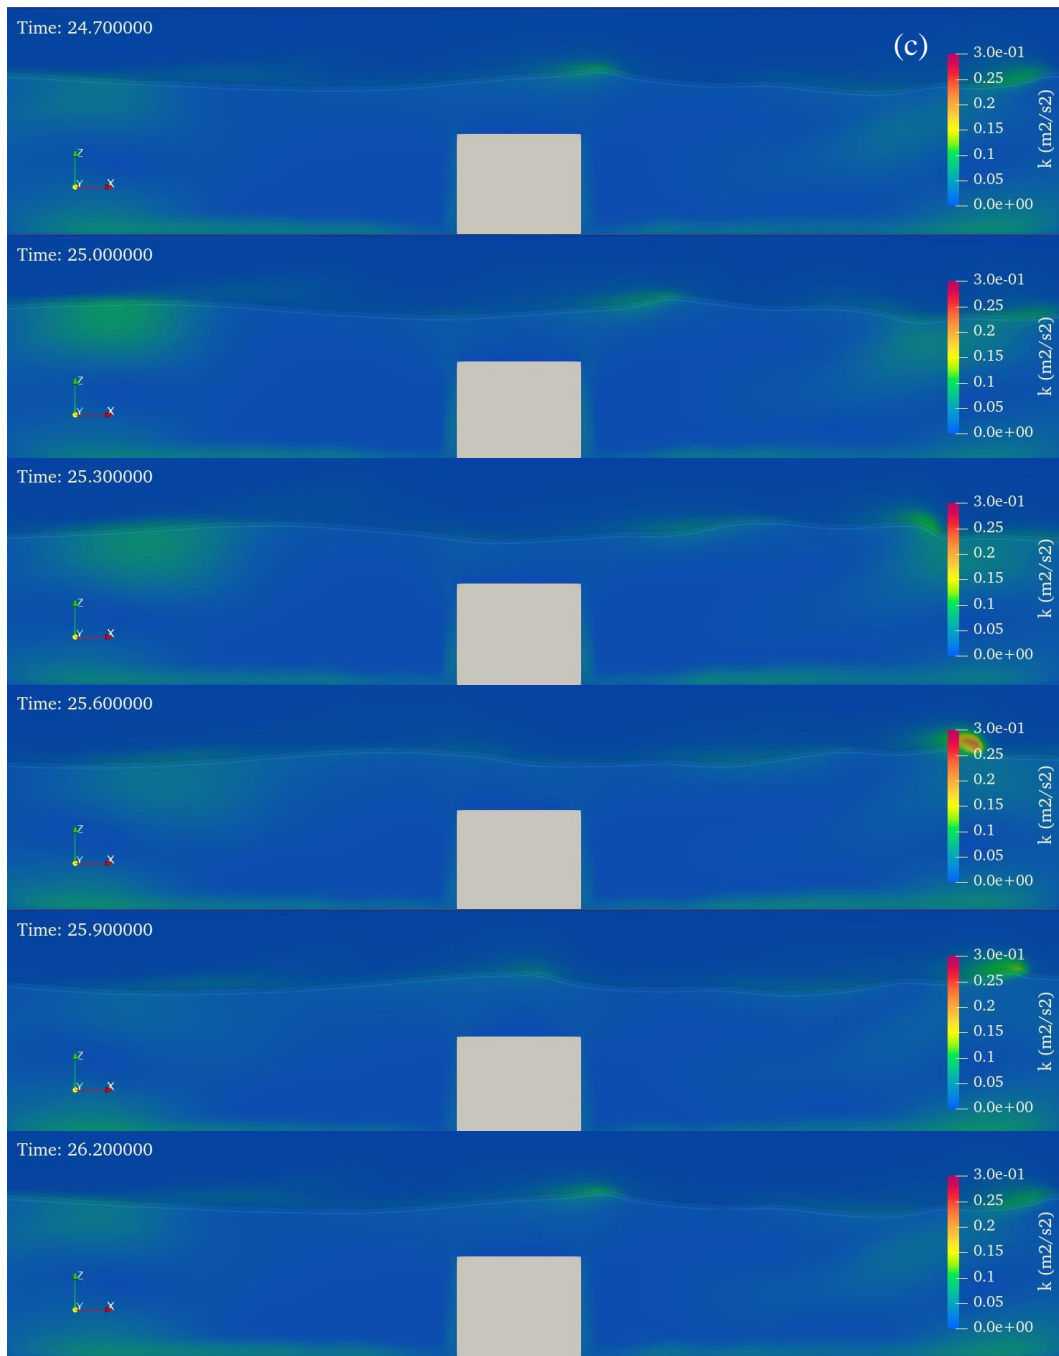 Time: 24.700000
(c)
3.0e-01
0.25
0.2
0.15
0.1
0.05
0.0e+00
k (m2/s2)
Z
Y X
Time: 25.000000
3.0e-01
0.25
0.2
0.15
0.1
0.05
0.0e+00
k (m2/s2)
Z
Y X
Time: 25.300000
3.0e-01
0.25
0.2
0.15
0.1
0.05
0.0e+00
k (m2/s2)
Z
Y X
Time: 25.600000
3.0e-01
0.25
0.2
0.15
0.1
0.05
0.0e+00
k (m2/s2)
Z
Y X
Time: 25.900000
3.0e-01
0.25
0.2
0.15
0.1
0.05
0.0e+00
k (m2/s2)
Z
Y X
Time: 26.200000
3.0e-01
0.25
0.2
0.15
0.1
0.05
0.0e+00
k (m2/s2)
Z
Y X